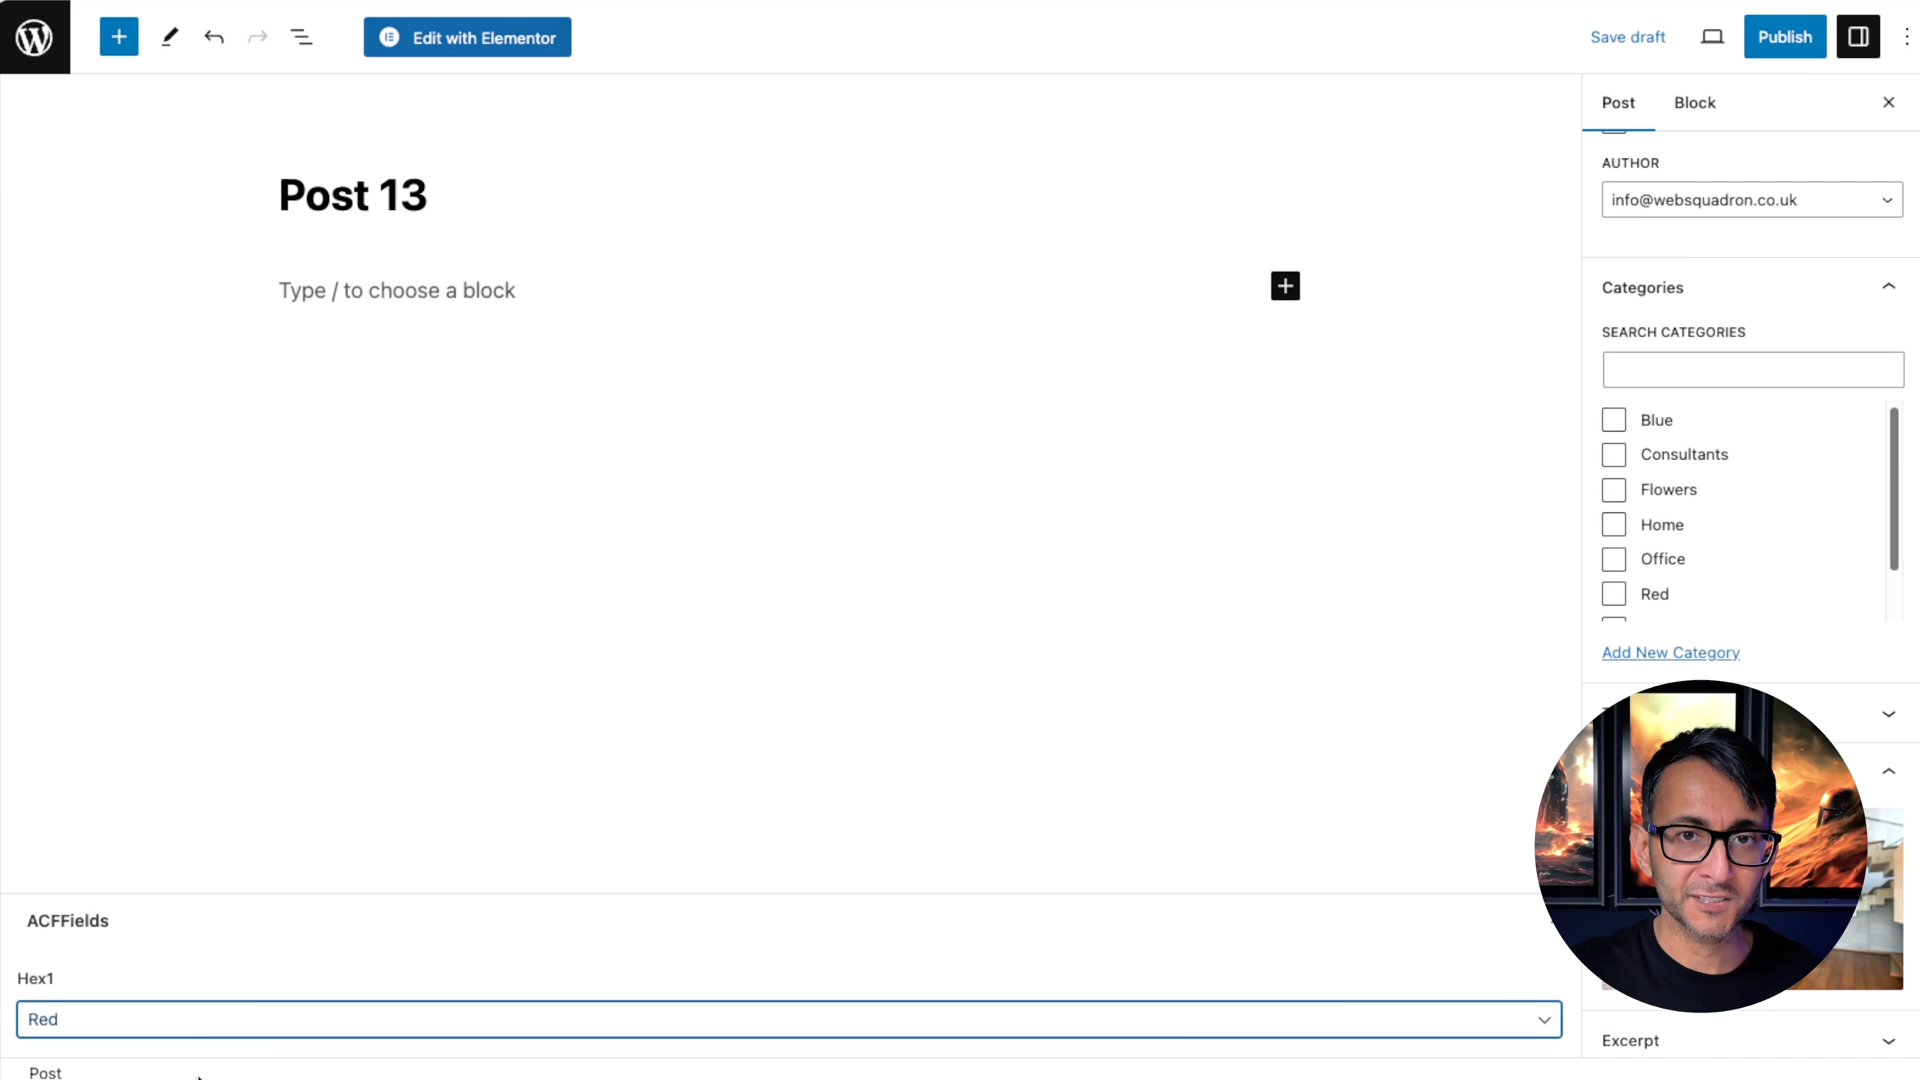 Edit with Elementor
Save draft
Publish
Post
Block
AUTHOR
info@websquadron.co.uk
Post 13
Type / to choose a block
Categories
SEARCH CATEGORIES
Blue
Consultants
Flowers
Home
Office
Red
Add New Category
ACFFields
Hex1
Red
Excerpt
Post